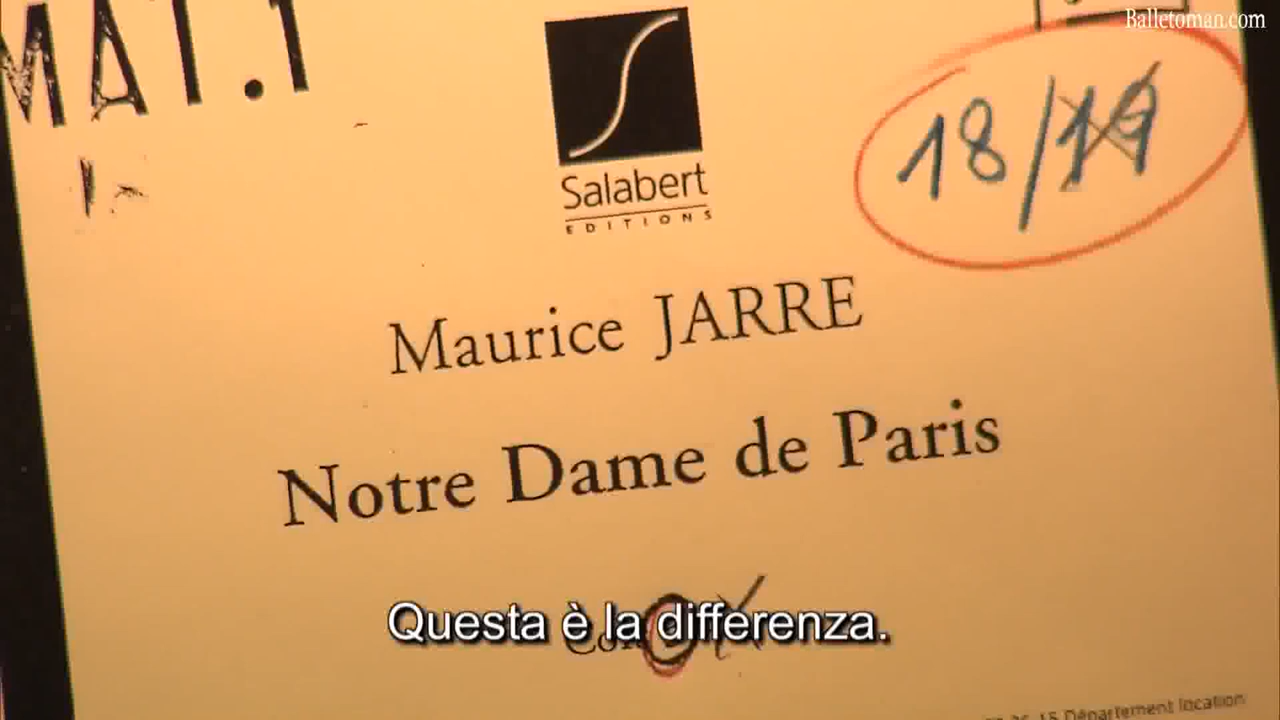 Balletoman.com
MAT.1
18/19
Salabert
EDITIONS
Maurice JARRE
Notre Dame de Paris
Questa è la differenza.
Département location